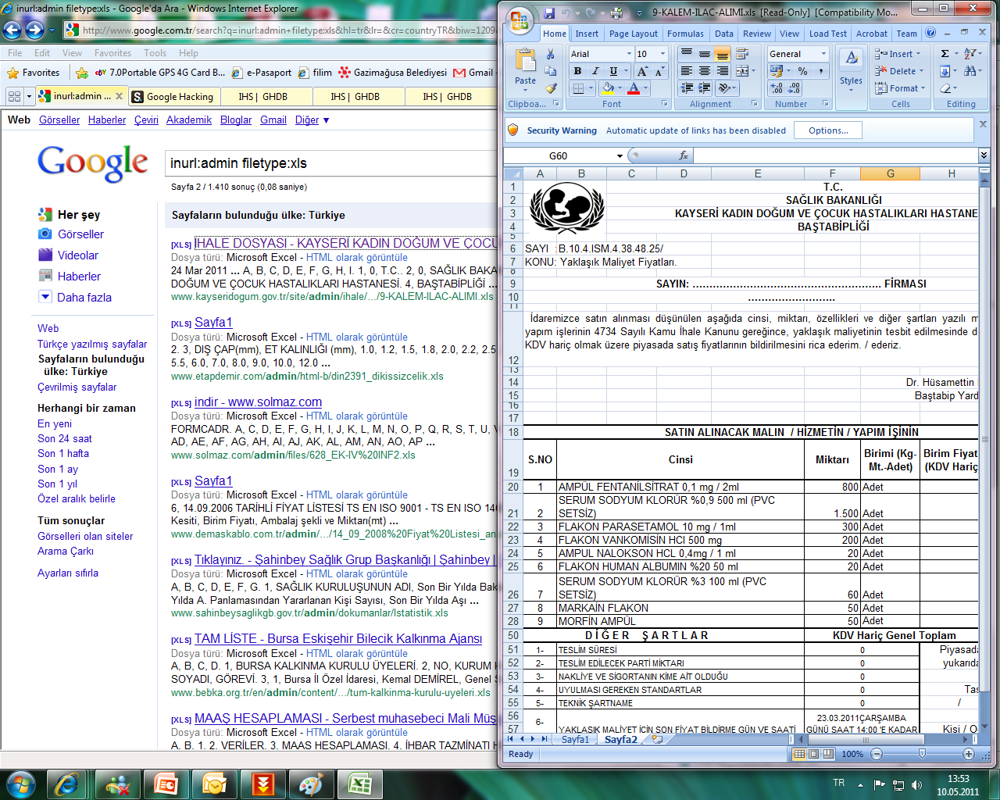 inurl:admin filetype:xls - Google'da Ara - Windows Internet Explorer
http://www.google.com.tr/search?q=inurl:admin+filetype:xls&hl=tr&lr=&cr=countryTR&biw=1209
File Edit View Favorites Tools Help
Favorites 7.0Portable GPS 4G Card B... e-Pasaport filim Gazimağusa Belediyesi Gmail
inurl:admin ... Google Hacking IHS | GHDB IHS | GHDB IHS | GHDB
Web Görseller Haberler Çeviri Akademik Bloglar Gmail Diğer ▼
Google
inurl:admin filetype:xls
Sayfa 2 / 1.410 sonuç (0,08 saniye)
Her şey
Görseller
Videolar
Haberler
Daha fazla
Web
Türkçe yazılmış sayfalar
Sayfaların bulunduğu
ülke: Türkiye
Çevrilmiş sayfalar
Herhangi bir zaman
En yeni
Son 24 saat
Son 1 hafta
Son 1 ay
Son 1 yıl
Özel aralık belirle
Tüm sonuçlar
Görselleri olan siteler
Arama Çarkı
Ayarları sıfırla
Sayfaların bulunduğu ülke: Türkiye
[XLS] İHALE DOSYASI - KAYSERİ KADIN DOĞUM VE ÇOCU
Dosya türü: Microsoft Excel - HTML olarak görüntüle
24 Mar 2011 ... A, B, C, D, E, F, G, H, I. 1, 0, T.C.. 2, 0, SAĞLIK BAKAN
DOĞUM VE ÇOCUK HASTALIKLARI HASTANESİ. 4, BAŞTABİPLİĞİ ...
www.kayseridogum.gov.tr/site/admin/ihale/.../9-KALEM-ILAC-ALIMI.xls
[XLS] Sayfa1
Dosya türü: Microsoft Excel - HTML olarak görüntüle
2. 3, DIŞ ÇAP(mm), ET KALINLIĞI (mm), 1.0, 1.2, 1.5, 1.8, 2.0, 2.2, 2.5
5.5, 6.0, 7.0, 8.0, 9.0, 10.0, 12.0 ...
www.etapdemir.com/admin/html-b/din2391_dikissizcelik.xls
[XLS] indir - www.solmaz.com
Dosya türü: Microsoft Excel - HTML olarak görüntüle
FORMCADR. A, C, D, E, F, G, H, I, J, K, L, M, N, O, P, Q, R, S, T, U, V
AD, AE, AF, AG, AH, AI, AJ, AK, AL, AM, AN, AO, AP ...
www.solmaz.com/admin/files/628_EK-IV%20INF2.xls
[XLS] Sayfa1
Dosya türü: Microsoft Excel - HTML olarak görüntüle
6, 14.09.2006 TARİHLİ FİYAT LİSTESİ TS EN ISO 9001 - TS EN ISO 140
Kesiti, Birim Fiyatı, Ambalaj şekli ve Miktarı(mt) ...
www.demaskablo.com.tr/admin/.../14_09_2008%20Fiyat%20Listesi_an
[XLS] Tıklayınız. - Şahinbey Sağlık Grup Başkanlığı | Şahinbey |
Dosya türü: Microsoft Excel - HTML olarak görüntüle
A, B, C, D, E, F, G. 1, SAĞLIK KURULUŞUNUN ADI, Son Bir Yılda Bak
Yılda A. Panlamasından Yararlanan Kişi Sayısı, Son Bir Yılda Aşı ...
www.sahinbeysaglikgb.gov.tr/admin/dokumanlar/Istatistik.xls
[XLS] TAM LİSTE - Bursa Eskişehir Bilecik Kalkınma Ajansı
Dosya türü: Microsoft Excel - HTML olarak görüntüle
A, B, C, D. 1, BURSA KALKINMA KURULU ÜYELERİ. 2, NO, KURUM K
SOYADI, GÖREVİ. 3, 1, Bursa İl Özel İdaresi, Kemal DEMİREL, Genel S
www.bebka.org.tr/en/admin/content/.../tum-kalkinma-kurulu-uyeleri.xls
[XLS] MAAŞ HESAPLAMASI - Serbest muhasebeci Mali Müş
Dosya türü: Microsoft Excel - HTML olarak görüntüle
A, B, 1, 2, VERİLER, 3, MAAŞ HESAPLAMASI, 4, İHBAR TAZMİNATI H
9-KALEM-ILAC-ALIMI.xls [Read-Only] [Compatibility Mo...
Home Insert Page Layout Formulas Data Review View Load Test Acrobat Team
Paste Arial 10 General Styles Insert Delete Format
Clipboa... Font Alignment Number Cells Editing
Security Warning Automatic update of links has been disabled Options...
G60 fx
A B C D E F G H
1 T.C.
2 SAĞLIK BAKANLIĞI
3 KAYSERİ KADIN DOĞUM VE ÇOCUK HASTALIKLARI HASTANE
4 BAŞTABİPLİĞİ
5
6 SAYI : B.10.4.ISM.4.38.48.25/
7 KONU: Yaklaşık Maliyet Fiyatları.
8
9 SAYIN: ........................................................ FİRMASI
10 ..........................
11
İdaremizce satın alınması düşünülen aşağıda cinsi, miktarı, özellikleri ve diğer şartları yazılı m
yapım işlerinin 4734 Sayılı Kamu İhale Kanunu gereğince, yaklaşık maliyetinin tesbit edilmesinde d
KDV hariç olmak üzere piyasada satış fiyatlarının bildirilmesini rica ederim. / ederiz.
12
13
14 Dr. Hüsamettin
15 Baştabip Yard
16
17
18 SATIN ALINACAK MALIN / HİZMETİN / YAPIM İŞİNİN
19 S.NO Cinsi Miktarı Birimi (Kg-Mt.-Adet) Birim Fiyat (KDV Hariç
20 1 AMPÜL FENTANİLSİTRAT 0,1 mg / 2ml 800 Adet
21 2 SERUM SODYUM KLORÜR %0,9 500 ml (PVC SETSİZ) 1.500 Adet
22 3 FLAKON PARASETAMOL 10 mg / 1ml 300 Adet
23 4 FLAKON VANKOMİSİN HCI 500 mg 200 Adet
24 5 AMPUL NALOKSON HCL 0,4mg / 1 ml 20 Adet
25 6 FLAKON HUMAN ALBUMIN %20 50 ml 20 Adet
26 7 SERUM SODYUM KLORÜR %3 100 ml (PVC SETSİZ) 60 Adet
27 8 MARKAİN FLAKON 50 Adet
28 9 MORFİN AMPÜL 50 Adet
50 DİĞER ŞARTLAR KDV Hariç Genel Toplam
51 1- TESLİM SÜRESİ 0 Piyasada
52 2- TESLİM EDİLECEK PARTİ MİKTARI 0 yukarıda
53 3- NAKLİYE VE SİGORTANIN KİME AİT OLDUĞU 0
54 4- UYULMASI GEREKEN STANDARTLAR 0 Tas
55 5- TEKNİK ŞARTNAME 0 /
56 6- 23.03.2011ÇARŞAMBA
57 YAKLAŞIK MALİYET İÇİN SON FİYAT BİLDİRME GÜN VE SAATİ GÜNÜ SAAT 14:00 'E KADAR Kişi / O
Sayfa1 Sayfa2
Ready 100%
TR 13:53
10.05.2011